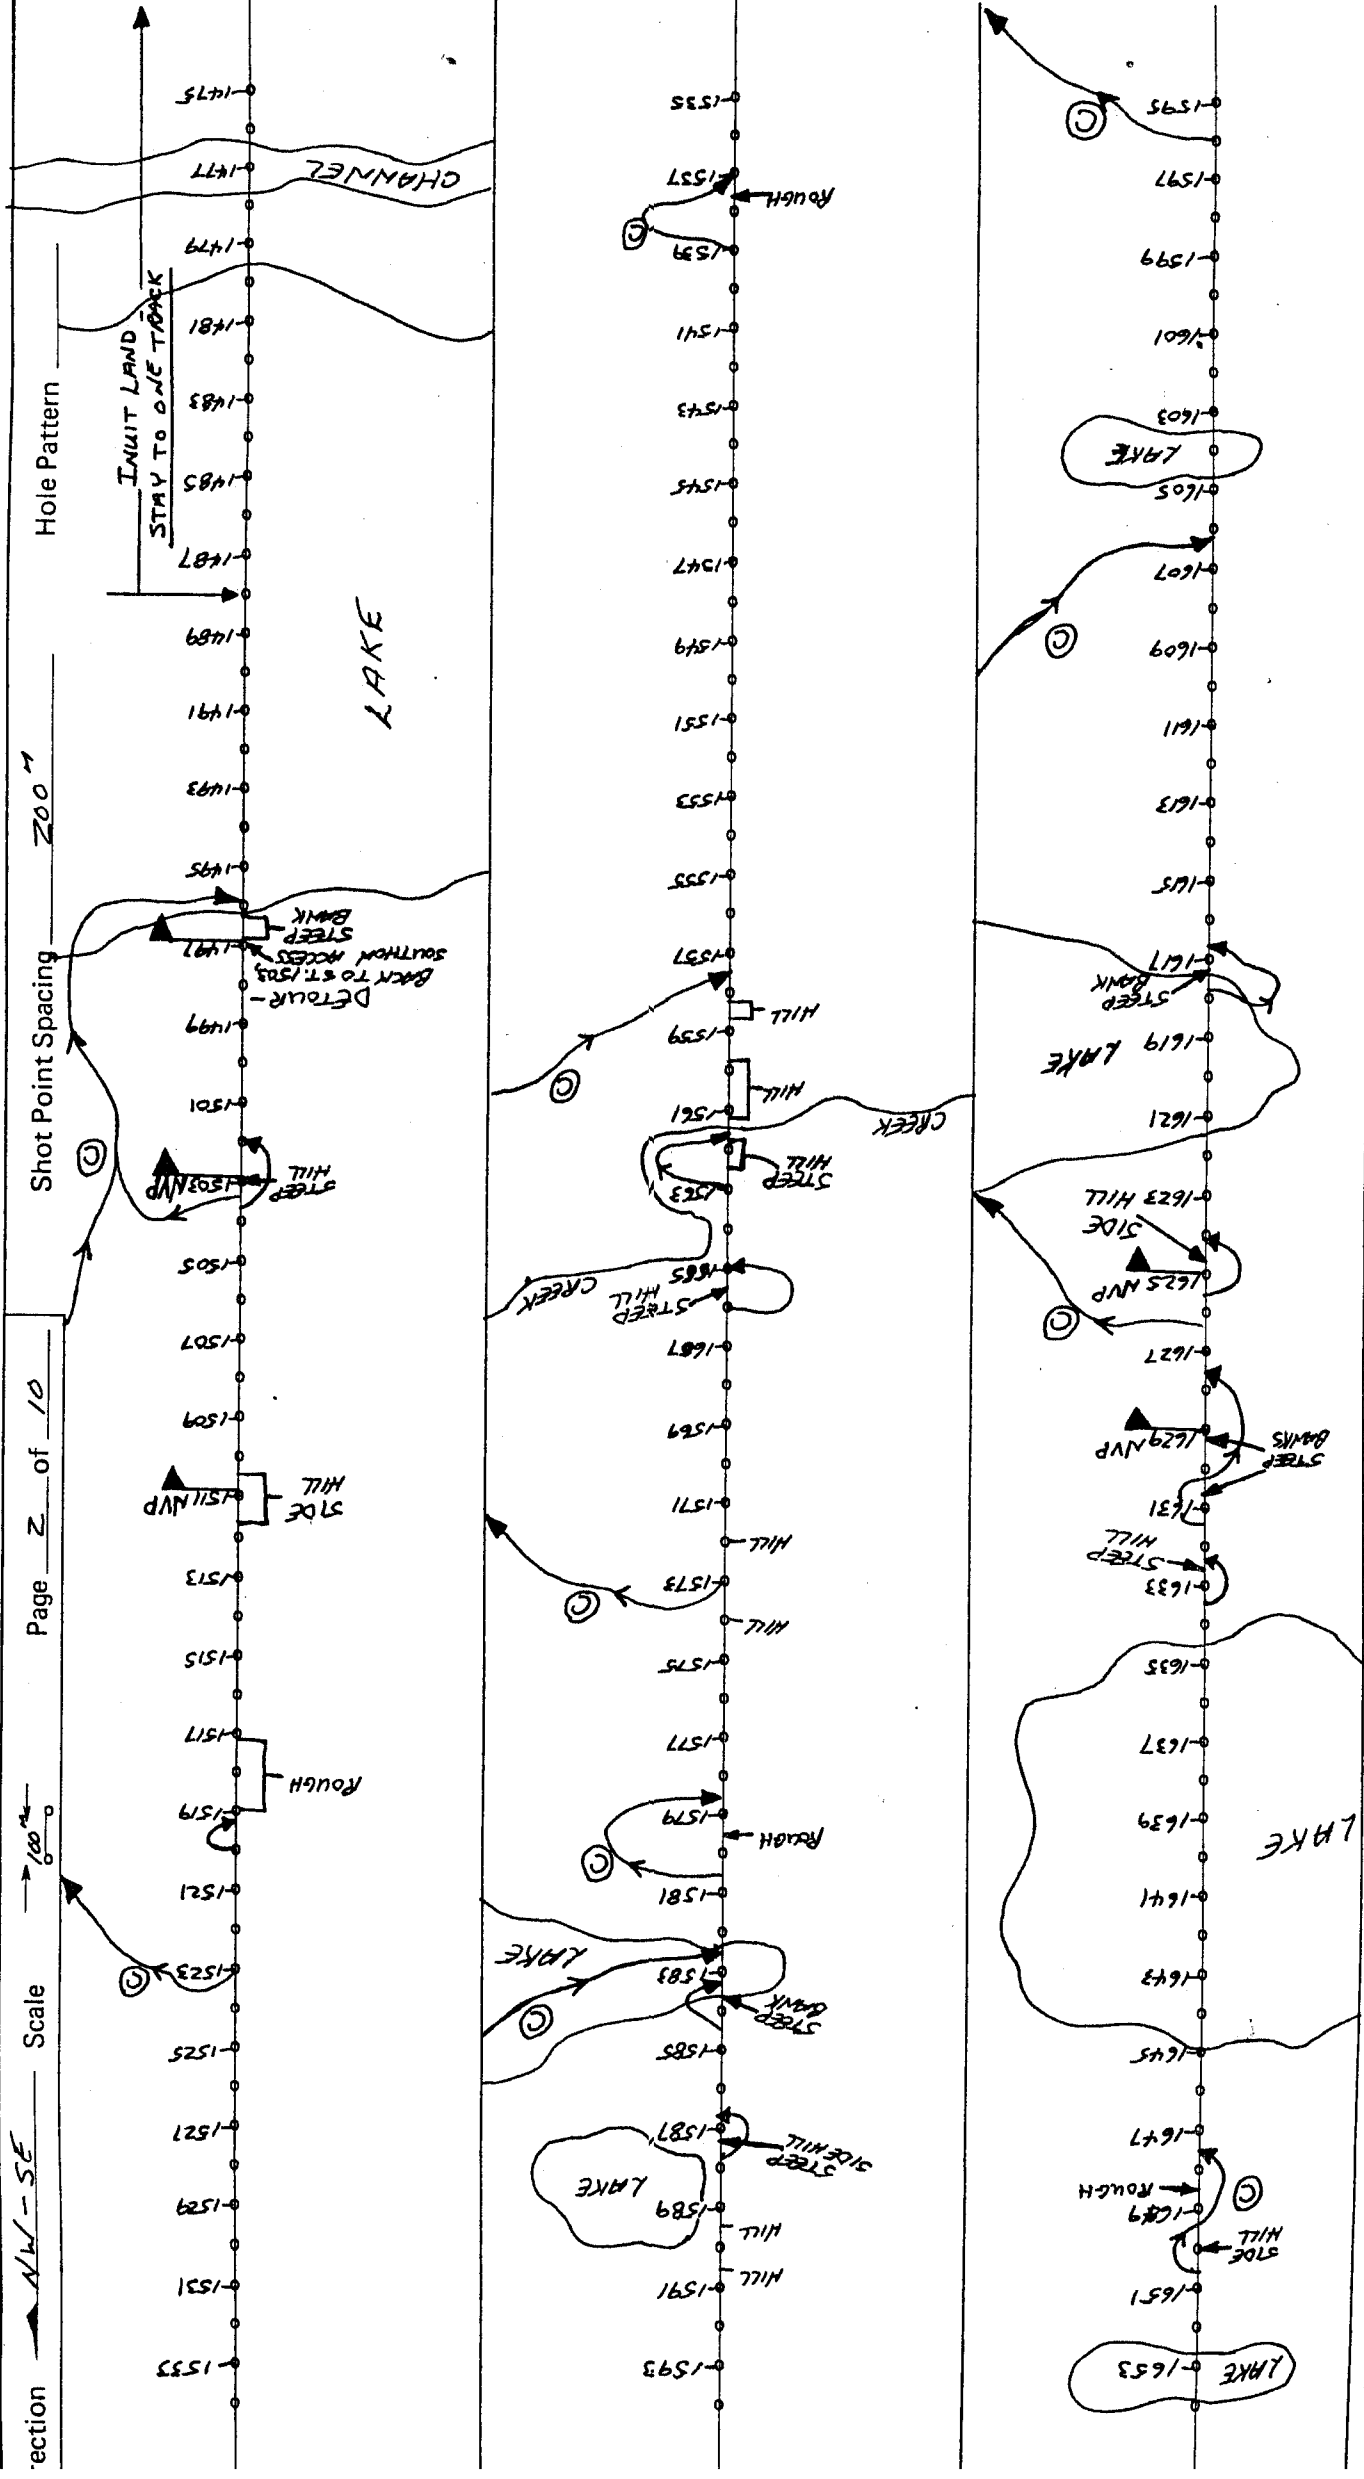 rection NW-SE Scale 100m Page 2 of 10 Shot Point Spacing 200m Hole Pattern
1475
1477
CHANNEL
1479
1481
INUIT LAND -
STAY TO ONE TRACK
1483
1485
1487
1489
LAKE
1491
1493
1495
STEEP
BANK
1497
DETOUR-
BACK TO ST. 1503,
SOUTHON ACCESS
1499
1501
C
1503 NVP
STEEP
HILL
1505
1507
1509
1511 NVP
SIDE
HILL
1513
1515
1517
ROUGH
1519
1521
1523
C
1525
1527
1529
1531
1533
1535
1537
ROUGH
C
1539
1541
1543
1545
1547
1549
1551
1553
1555
1557
HILL
1559
C
HILL
1561
CREEK
STEEP
HILL
1563
CREEK
1565
STEEP
HILL
1567
1569
1571
HILL
1573
C
HILL
1575
1577
1579
ROUGH
C
1581
LAKE
1583
C
STEEP
BANK
1585
1587
STEEP
SIDE HILL
LAKE
1589
HILL
HILL
1591
1593
1595
C
1597
1599
1601
1603
LAKE
1605
1607
C
1609
1611
1613
1615
1617
STEEP
BANK
1619
LAKE
1621
1623
SIDE
HILL
1625 NVP
C
1627
1629 NVP
STEEP
BANKS
1631
STEEP
HILL
1633
1635
1637
1639
LAKE
1641
1643
1645
1647
ROUGH
C
1649
SIDE
HILL
1651
1653
LAKE